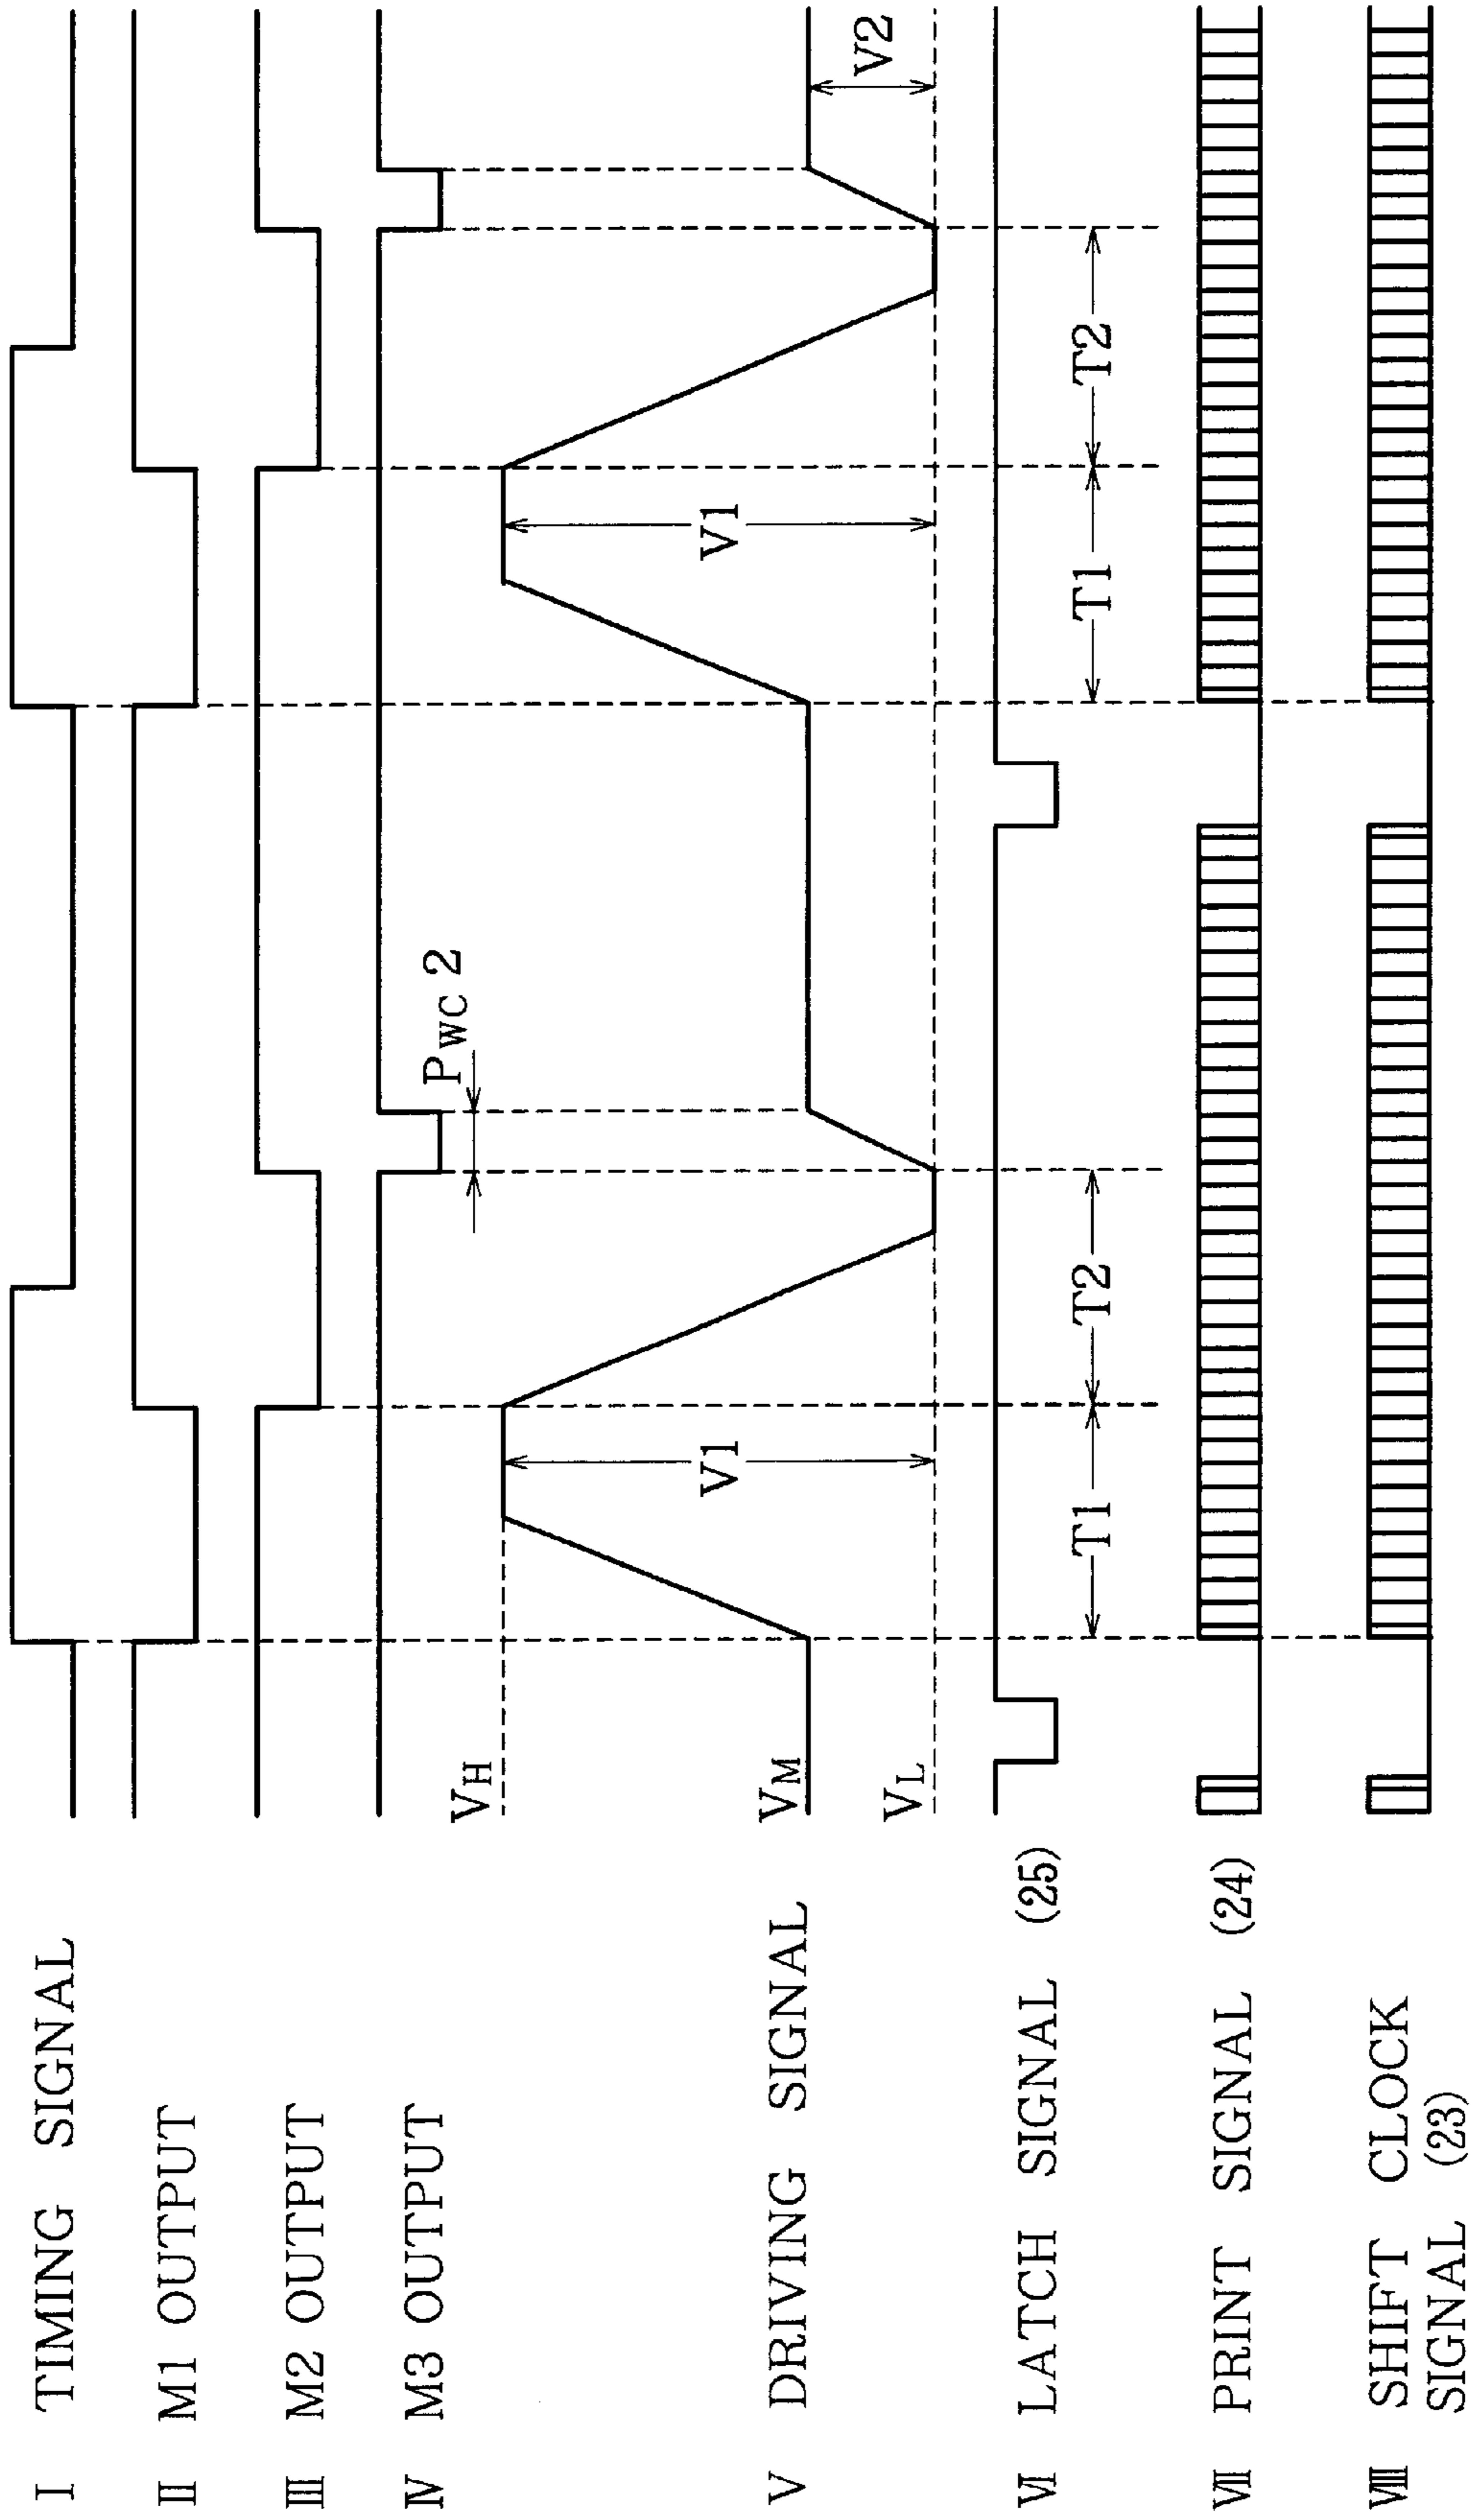 I TIMING SIGNAL
II M1 OUTPUT
III M2 OUTPUT
IV M3 OUTPUT
PWC 2
VH
V DRIVING SIGNAL
VM
VL
V1
V1
V2
VI LATCH SIGNAL (25)
T1
T2
T1
T2
VII PRINT SIGNAL (24)
VIII SHIFT CLOCK
SIGNAL (23)